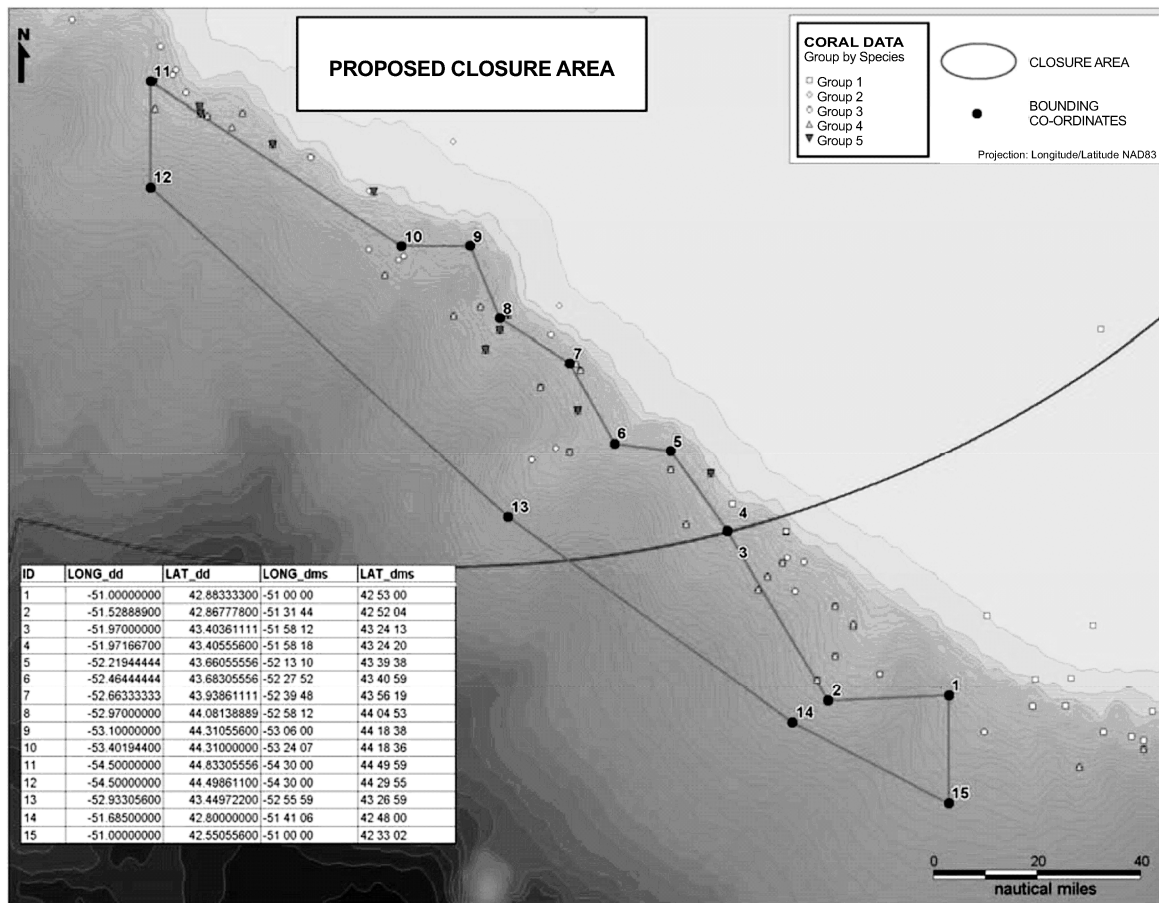 N
PROPOSED CLOSURE AREA
CORAL DATA
Group by Species
Group 1
Group 2
Group 3
Group 4
Group 5
CLOSURE AREA
BOUNDING
CO-ORDINATES
Projection: Longitude/Latitude NAD83
11
12
10
9
8
7
6
5
4
3
13
2
1
14
15
ID LONG_dd LAT_dd LONG_dms LAT_dms
1 -51.00000000 42.88333300 -51 00 00 42 53 00
2 -51.52888900 42.86777800 -51 31 44 42 52 04
3 -51.97000000 43.40361111 -51 58 12 43 24 13
4 -51.97166700 43.40555600 -51 58 18 43 24 20
5 -52.21944444 43.66055556 -52 13 10 43 39 38
6 -52.46444444 43.68305556 -52 27 52 43 40 59
7 -52.66333333 43.93861111 -52 39 48 43 56 19
8 -52.97000000 44.08138889 -52 58 12 44 04 53
9 -53.10000000 44.31055600 -53 06 00 44 18 38
10 -53.40194400 44.31000000 -53 24 07 44 18 36
11 -54.50000000 44.83305556 -54 30 00 44 49 59
12 -54.50000000 44.49861100 -54 30 00 44 29 55
13 -52.93305600 43.44972200 -52 55 59 43 26 59
14 -51.68500000 42.80000000 -51 41 06 42 48 00
15 -51.00000000 42.55055600 -51 00 00 42 33 02
0 20 40
nautical miles